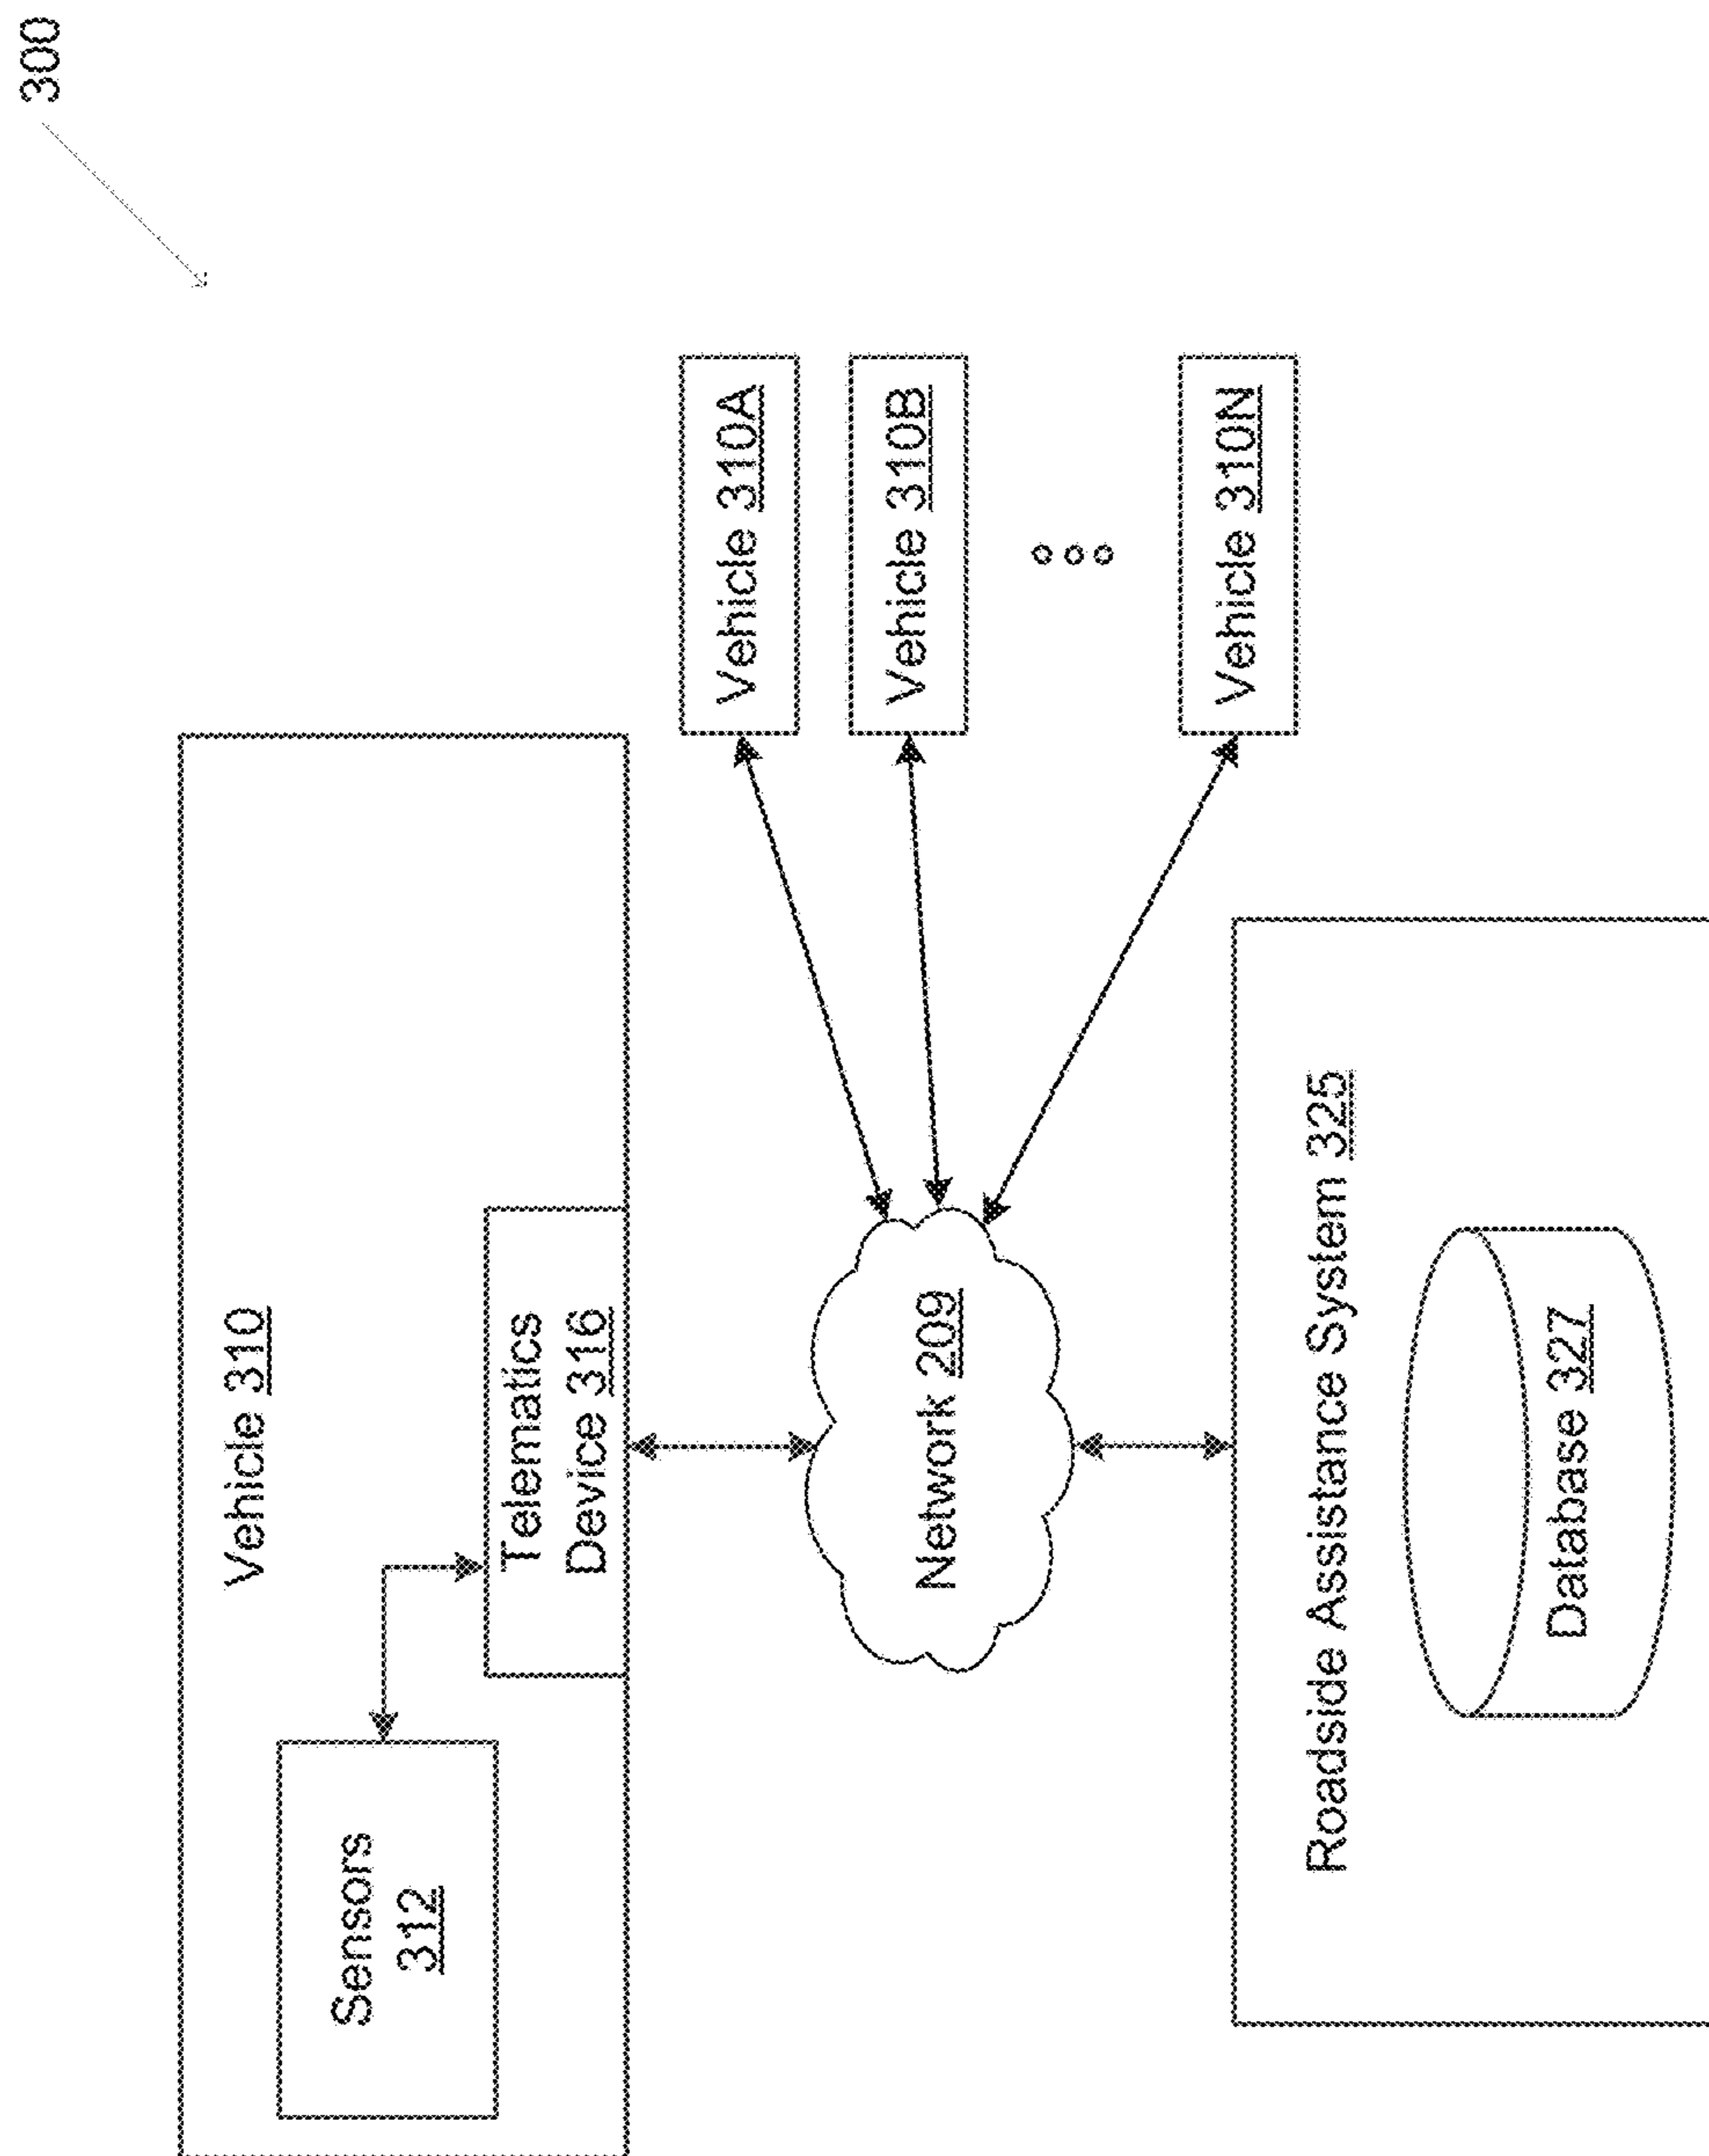 300
Vehicle 310
Sensors
312
Telematics
Device 316
Vehicle 310A
Vehicle 310B
Vehicle 310N
Network 209
Roadside Assistance System 325
Database 327